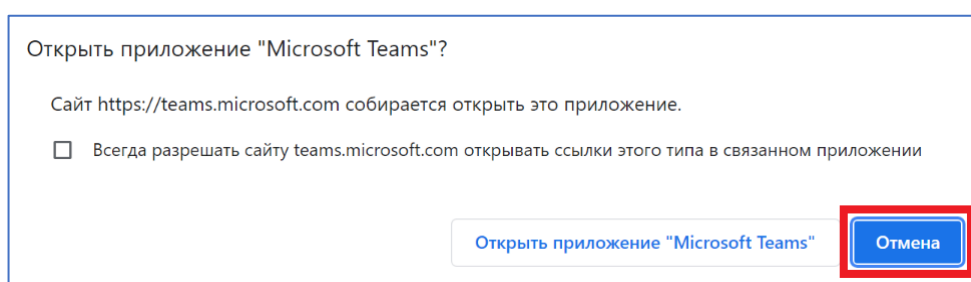 Открыть приложение "Microsoft Teams"?
Сайт https://teams.microsoft.com собирается открыть это приложение.
Всегда разрешать сайту teams.microsoft.com открывать ссылки этого типа в связанном приложении
Открыть приложение "Microsoft Teams" Отмена